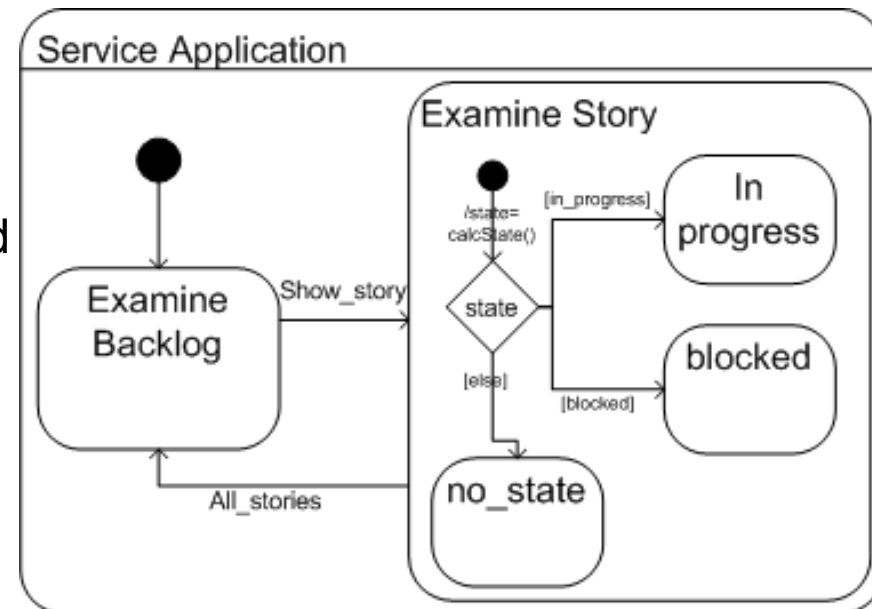 Service Application
Examine Story
[in_progress]
In
progress
/state=
calcState()
d
Examine
Backlog
Show_story
state
blocked
[else]
[blocked]
no_state
All_stories